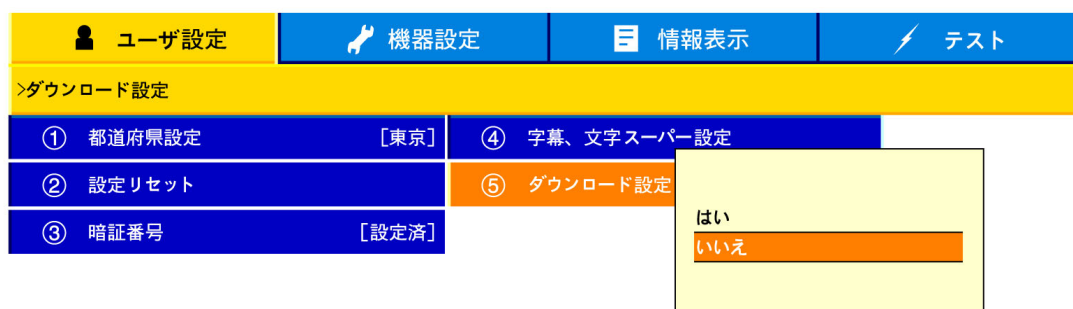 ユーザ設定 機器設定 情報表示 テスト
>ダウンロード設定
① 都道府県設定 [東京] ④ 字幕、文字スーパー設定
② 設定リセット ⑤ ダウンロード設定
③ 暗証番号 [設定済]
はい
いいえ